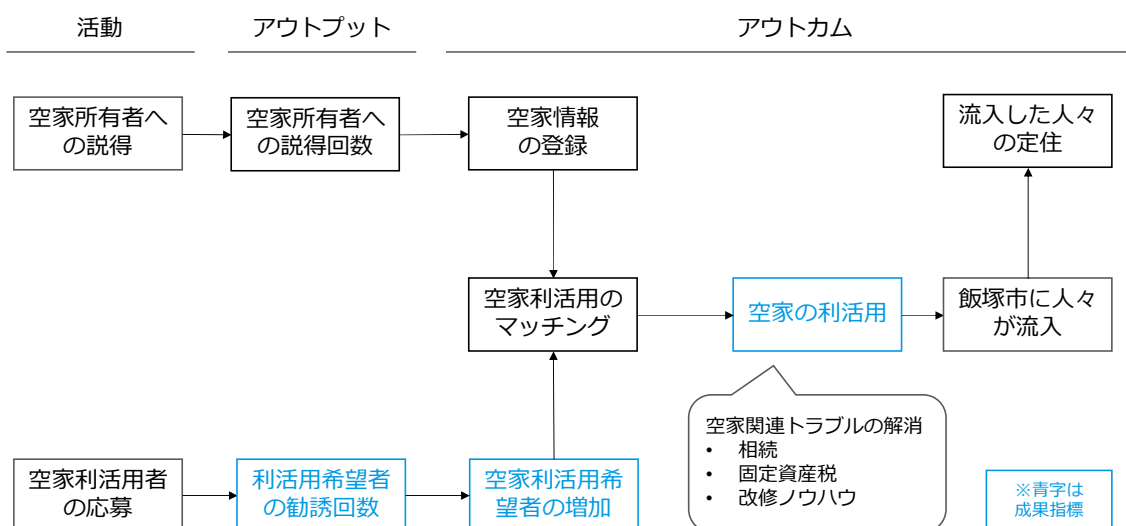 活動
アウトプット
アウトカム
空家所有者へ
の説得
空家所有者へ
の説得回数
空家情報
の登録
流入した人々
の定住
空家利活用の
マッチング
空家の利活用
飯塚市に人々
が流入
空家関連トラブルの解消
• 相続
• 固定資産税
• 改修ノウハウ
空家利活用者
の応募
利活用希望者
の勧誘回数
空家利活用希
望者の増加
※青字は
成果指標